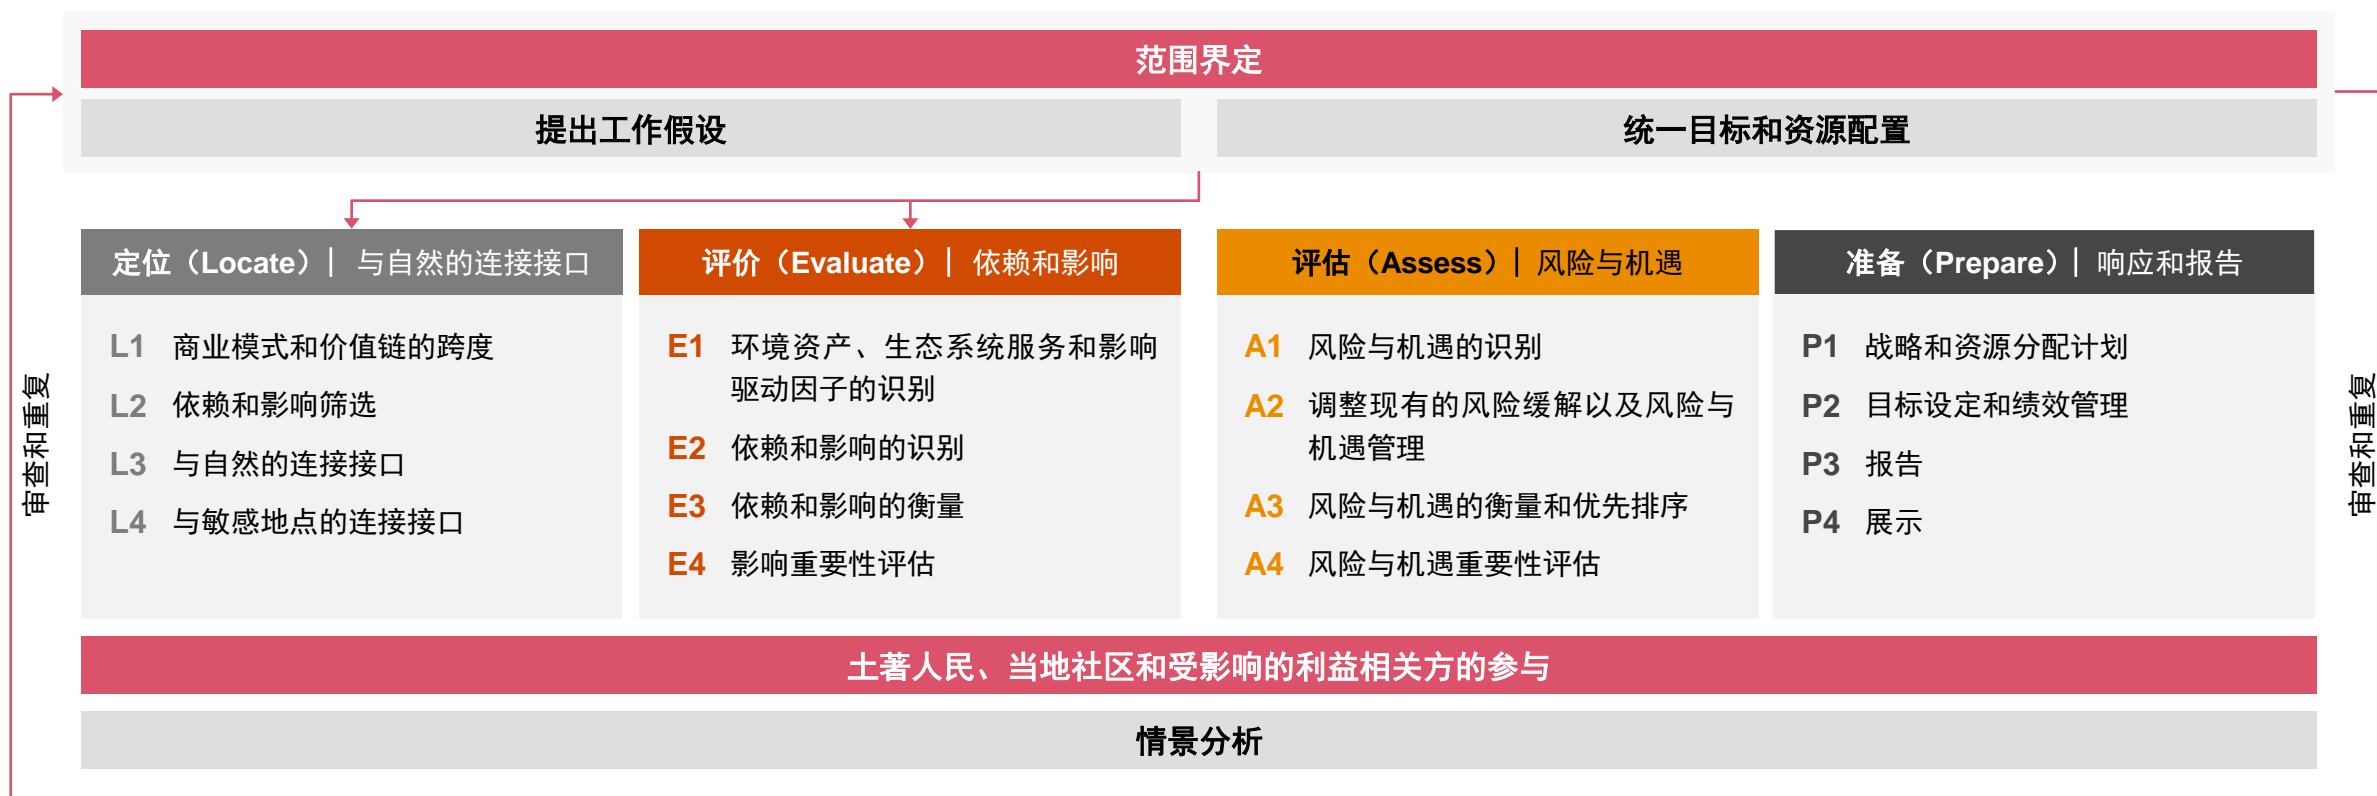 范围界定
提出工作假设
统一目标和资源配置
定位（Locate）| 与自然的连接接口
L1 商业模式和价值链的跨度
L2 依赖和影响筛选
L3 与自然的连接接口
L4 与敏感地点的连接接口
评价（Evaluate）| 依赖和影响
E1 环境资产、生态系统服务和影响
驱动因子的识别
E2 依赖和影响的识别
E3 依赖和影响的衡量
E4 影响重要性评估
评估（Assess）| 风险与机遇
A1 风险与机遇的识别
A2 调整现有的风险缓解以及风险与
机遇管理
A3 风险与机遇的衡量和优先排序
A4 风险与机遇重要性评估
准备（Prepare）| 响应和报告
P1 战略和资源分配计划
P2 目标设定和绩效管理
P3 报告
P4 展示
审查和重复
审查和重复
土著人民、当地社区和受影响的利益相关方的参与
情景分析